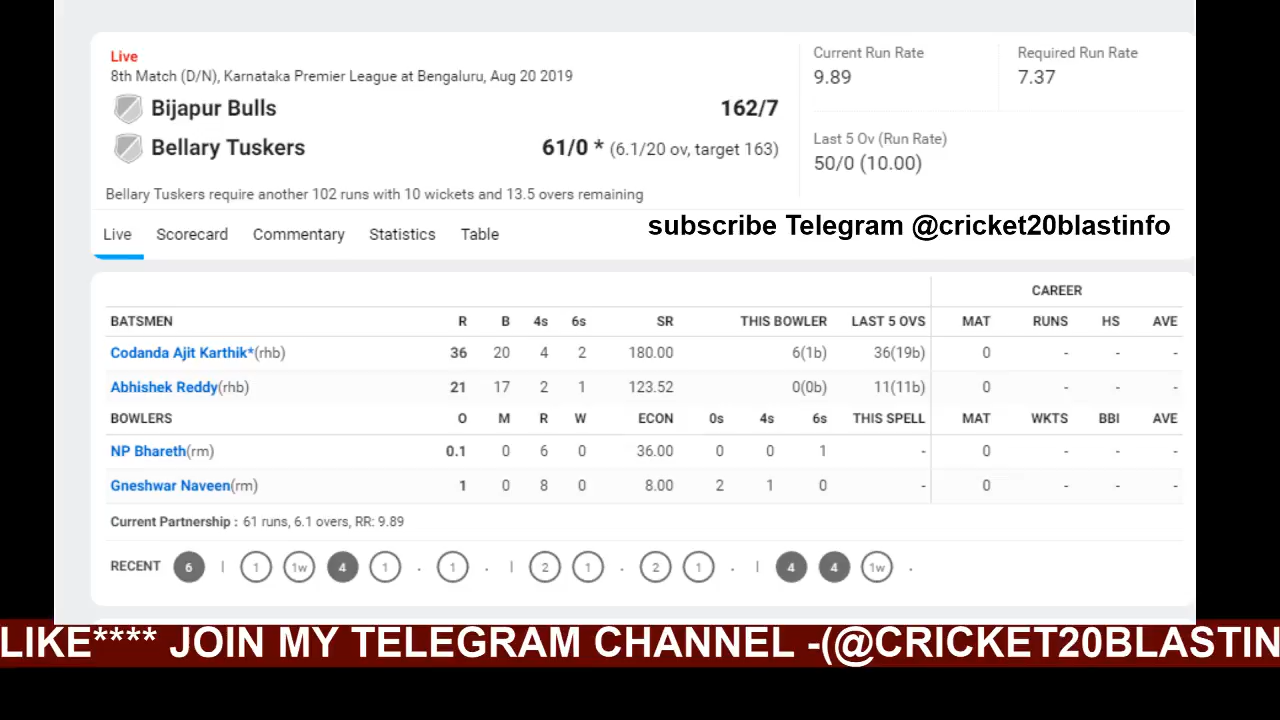 Live
8th Match (D/N), Karnataka Premier League at Bengaluru, Aug 20 2019
Bijapur Bulls 162/7
Bellary Tuskers 61/0 * (6.1/20 ov, target 163)
Bellary Tuskers require another 102 runs with 10 wickets and 13.5 overs remaining
Current Run Rate Required Run Rate
9.89 7.37
Last 5 Ov (Run Rate)
50/0 (10.00)
subscribe Telegram @cricket20blastinfo
Live Scorecard Commentary Statistics Table
CAREER
BATSMEN R B 4s 6s SR THIS BOWLER LAST 5 OVS MAT RUNS HS AVE
Codanda Ajit Karthik*(rhb) 36 20 4 2 180.00 6(1b) 36(19b) 0 - - -
Abhishek Reddy(rhb) 21 17 2 1 123.52 0(0b) 11(11b) 0 - - -
BOWLERS O M R W ECON 0s 4s 6s THIS SPELL MAT WKTS BBI AVE
NP Bhareth(rm) 0.1 0 6 0 36.00 0 0 1 - 0 - - -
Gneshwar Naveen(rm) 1 0 8 0 8.00 2 1 0 - 0 - - -
Current Partnership : 61 runs, 6.1 overs, RR: 9.89
RECENT 6 | 1 1w 4 1 . 1 . | 2 1 . 2 1 . | 4 4 1w .
LIKE**** JOIN MY TELEGRAM CHANNEL -(@CRICKET20BLASTIN